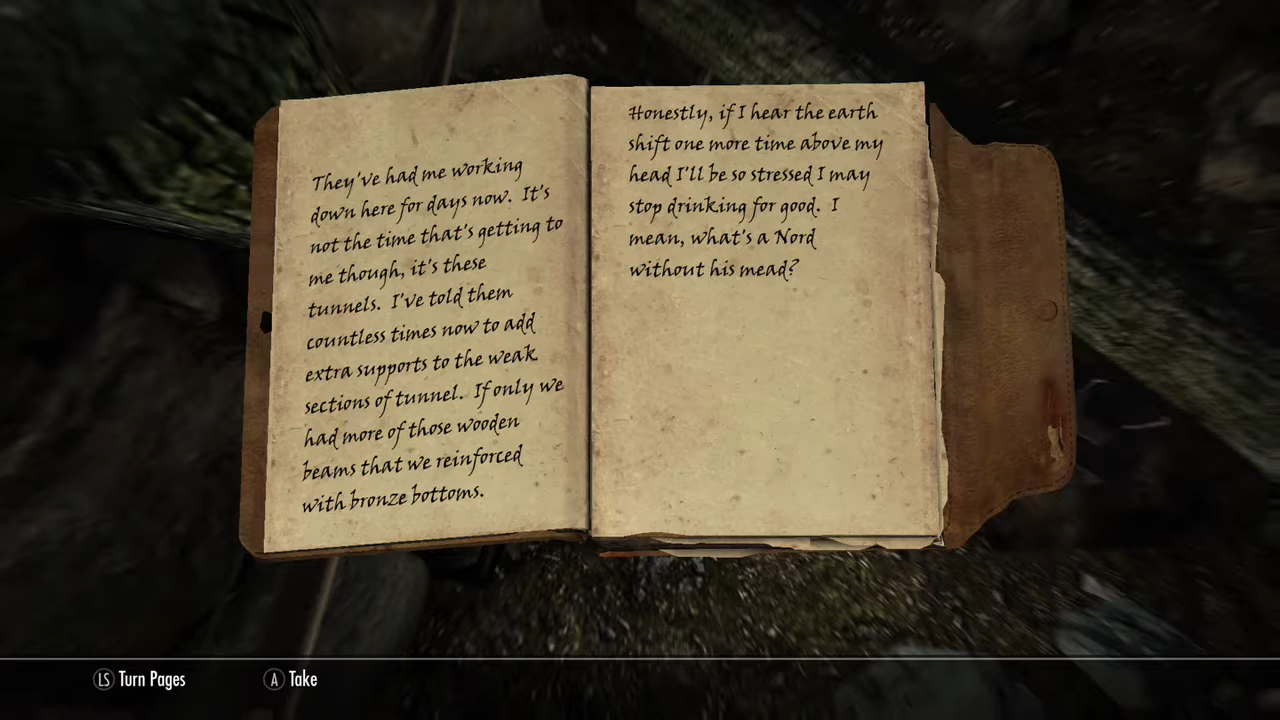 They've had me working
down here for days now.  It's
not the time that's getting to
me though, it's these
tunnels.  I've told them
countless times now to add
extra supports to the weak
sections of tunnel.  If only we
had more of those wooden
beams that we reinforced
with bronze bottoms.
Honestly, if I hear the earth
shift one more time above my
head I'll be so stressed I may
stop drinking for good.  I
mean, what's a Nord
without his mead?
LS Turn Pages
A Take